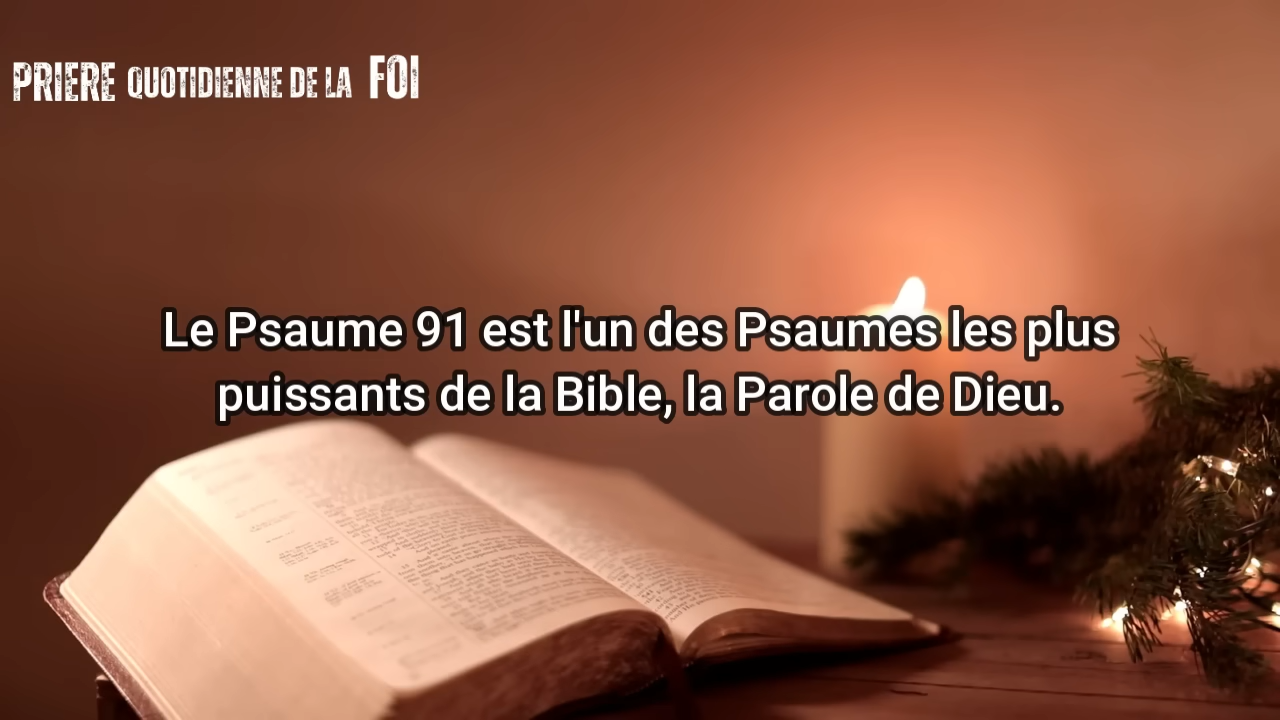 PRIERE QUOTIDIENNE DE LA FOI
Le Psaume 91 est l'un des Psaumes les plus
puissants de la Bible, la Parole de Dieu.